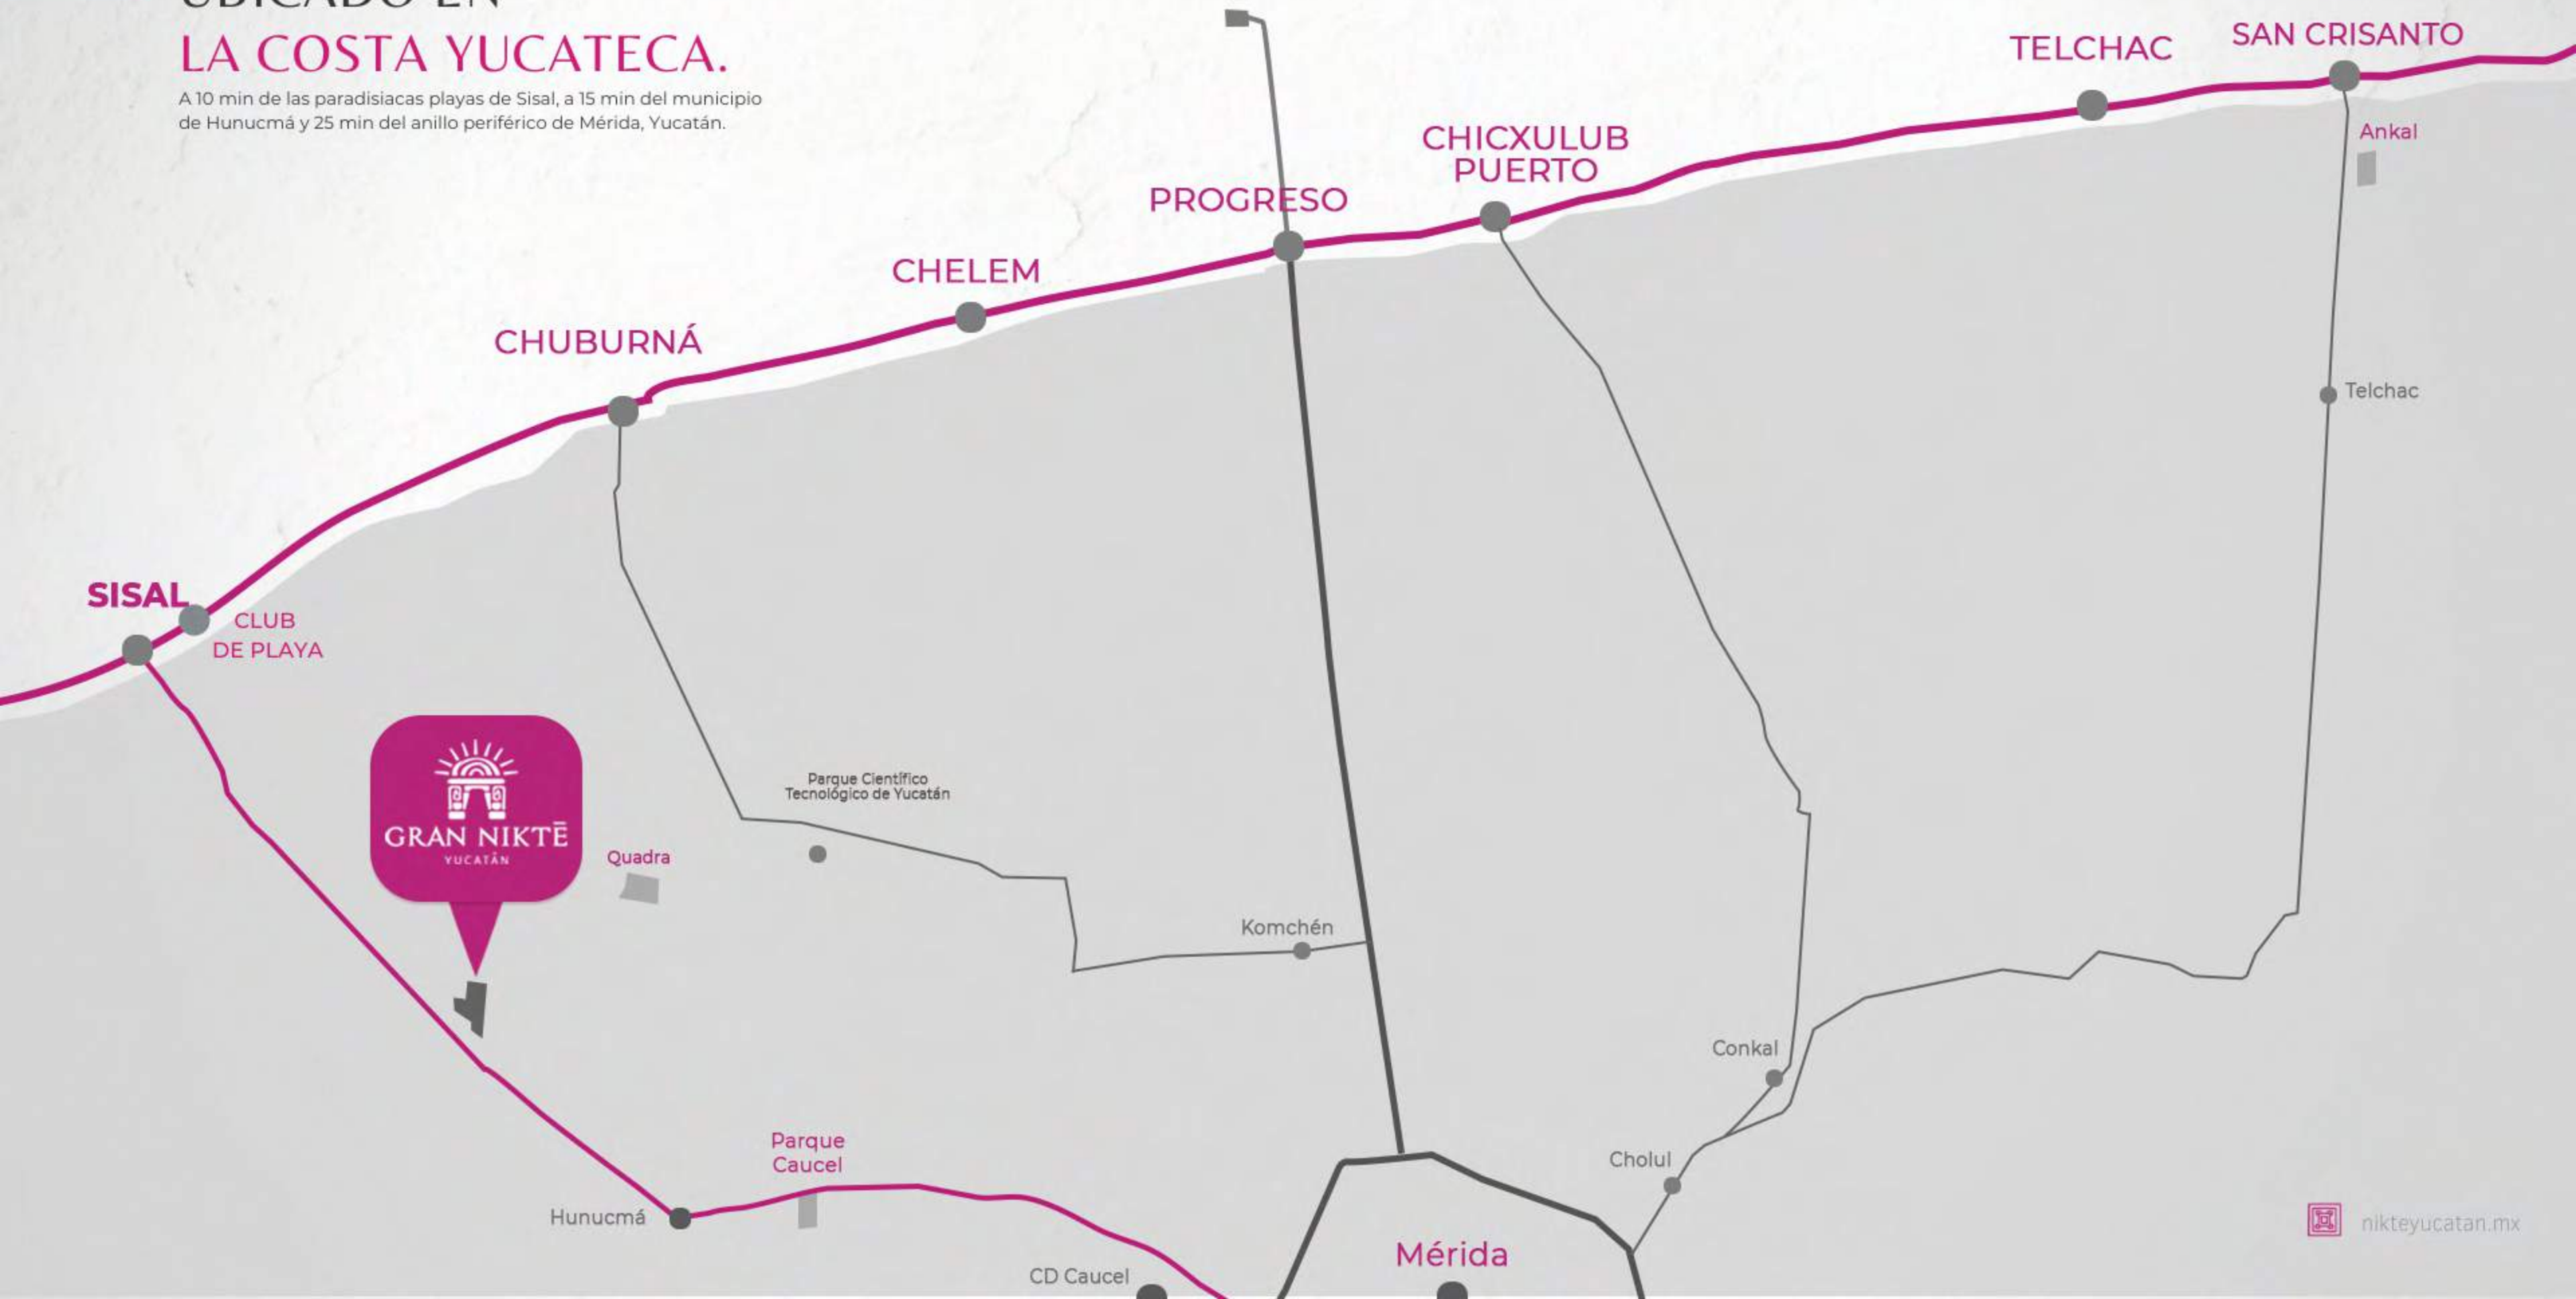 UBICADO EN
LA COSTA YUCATECA.
A 10 min de las paradisiacas playas de Sisal, a 15 min del municipio
de Hunucmá y 25 min del anillo periférico de Mérida, Yucatán.
TELCHAC
SAN CRISANTO
Ankal
CHICXULUB
PUERTO
PROGRESO
CHELEM
CHUBURNÁ
Telchac
SISAL
CLUB
DE PLAYA
GRAN NIKTĒ
YUCATÁN
Parque Científico
Tecnológico de Yucatán
Quadra
Komchén
Conkal
Parque
Caucel
Cholul
Hunucmá
nikteyucatan.mx
Mérida
CD Caucel